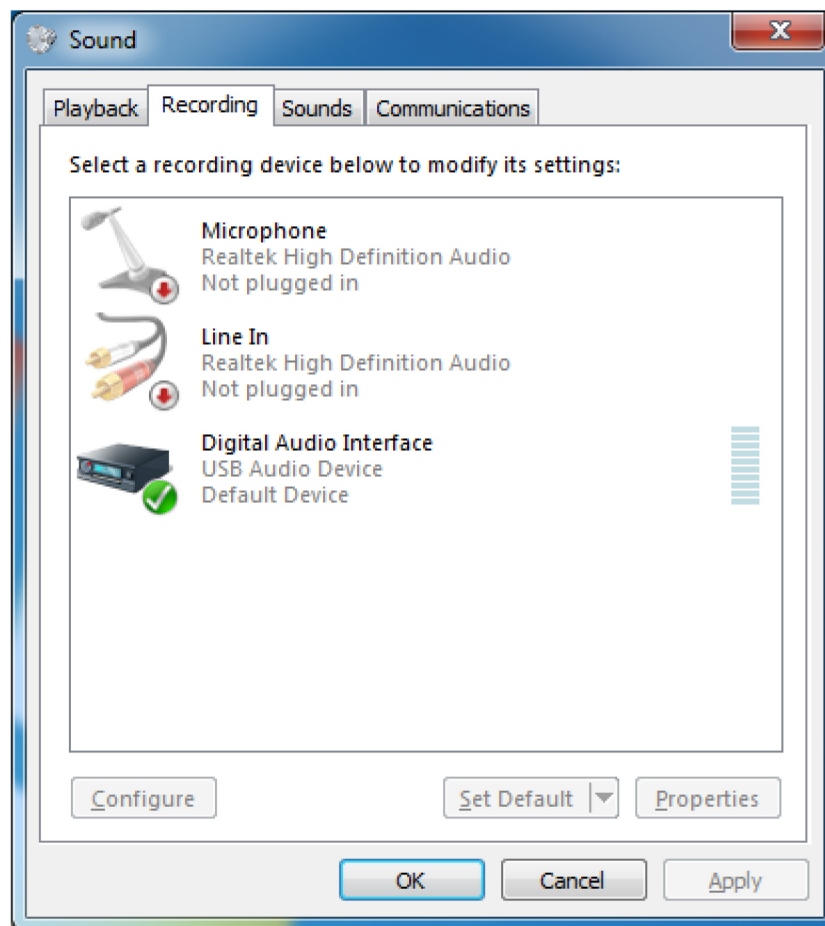 Sound
Playback Recording Sounds Communications
Select a recording device below to modify its settings:
Microphone
Realtek High Definition Audio
Not plugged in
Line In
Realtek High Definition Audio
Not plugged in
Digital Audio Interface
USB Audio Device
Default Device
Configure Set Default Properties
OK Cancel Apply